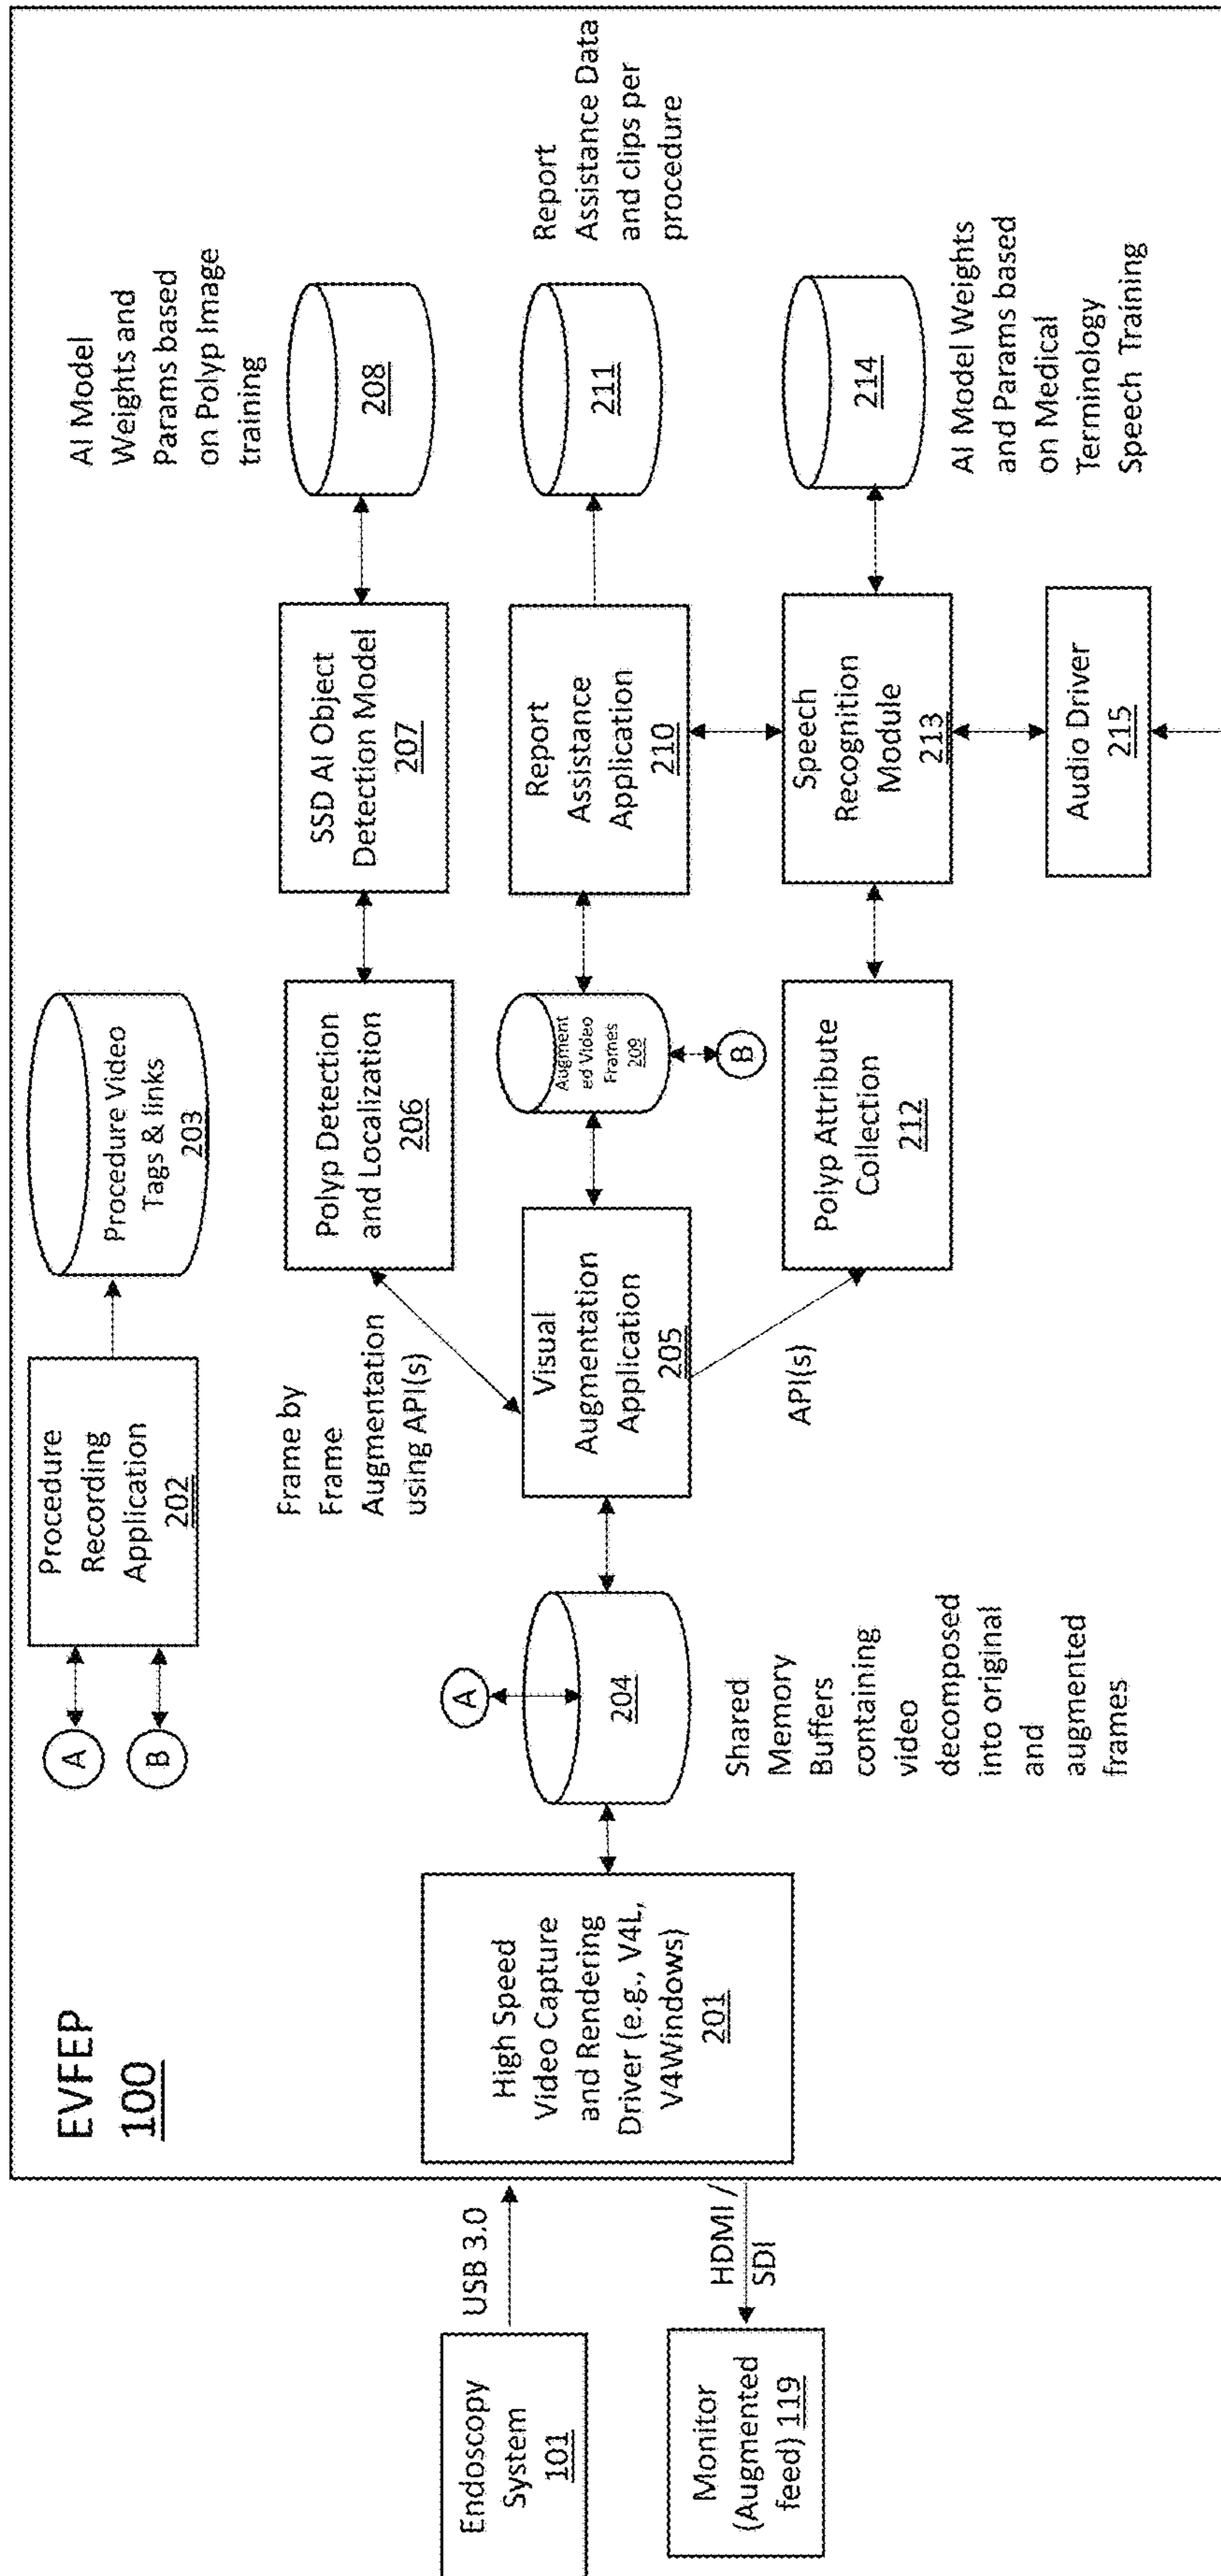 EVFEP
100
Endoscopy
System
101
USB 3.0
Monitor
(Augmented
feed) 119
HDMI /
SDI
High Speed
Video Capture
and Rendering
Driver (e.g., V4L,
V4Windows)
201
A
B
Procedure
Recording
Application
202
Procedure Video
Tags & links
203
A
204
Shared
Memory
Buffers
containing
video
decomposed
into original
and
augmented
frames
Frame by
Frame
Augmentation
using API(s)
Visual
Augmentation
Application
205
API(s)
Polyp Detection
and Localization
206
SSD AI Object
Detection Model
207
208
AI Model
Weights and
Params based
on Polyp Image
training
Augment
ed Video
Frames
209
B
Report
Assistance
Application
210
211
Report
Assistance Data
and clips per
procedure
Polyp Attribute
Collection
212
Speech
Recognition
Module
213
214
AI Model Weights
and Params based
on Medical
Terminology
Speech Training
Audio Driver
215